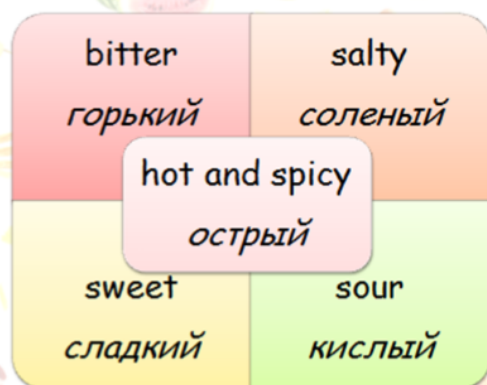 bitter
горький
salty
соленый
hot and spicy
острый
sweet
сладкий
sour
кислый